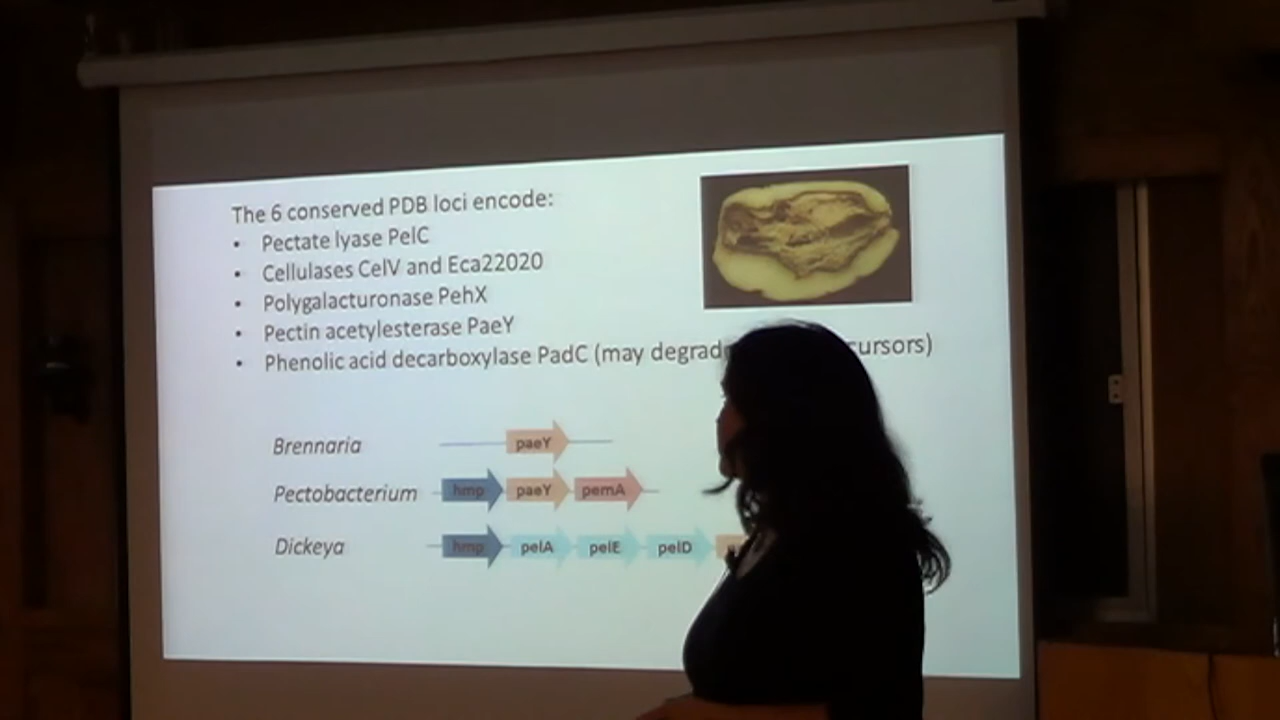 The 6 conserved PDB loci encode:
• Pectate lyase PelC
• Cellulases CelV and Eca22020
• Polygalacturonase PehX
• Pectin acetylesterase PaeY
• Phenolic acid decarboxylase PadC (may degrad cursors)
Brennaria paeY
Pectobacterium hmp paeY pemA
Dickeya hmp pelA pelE pelD